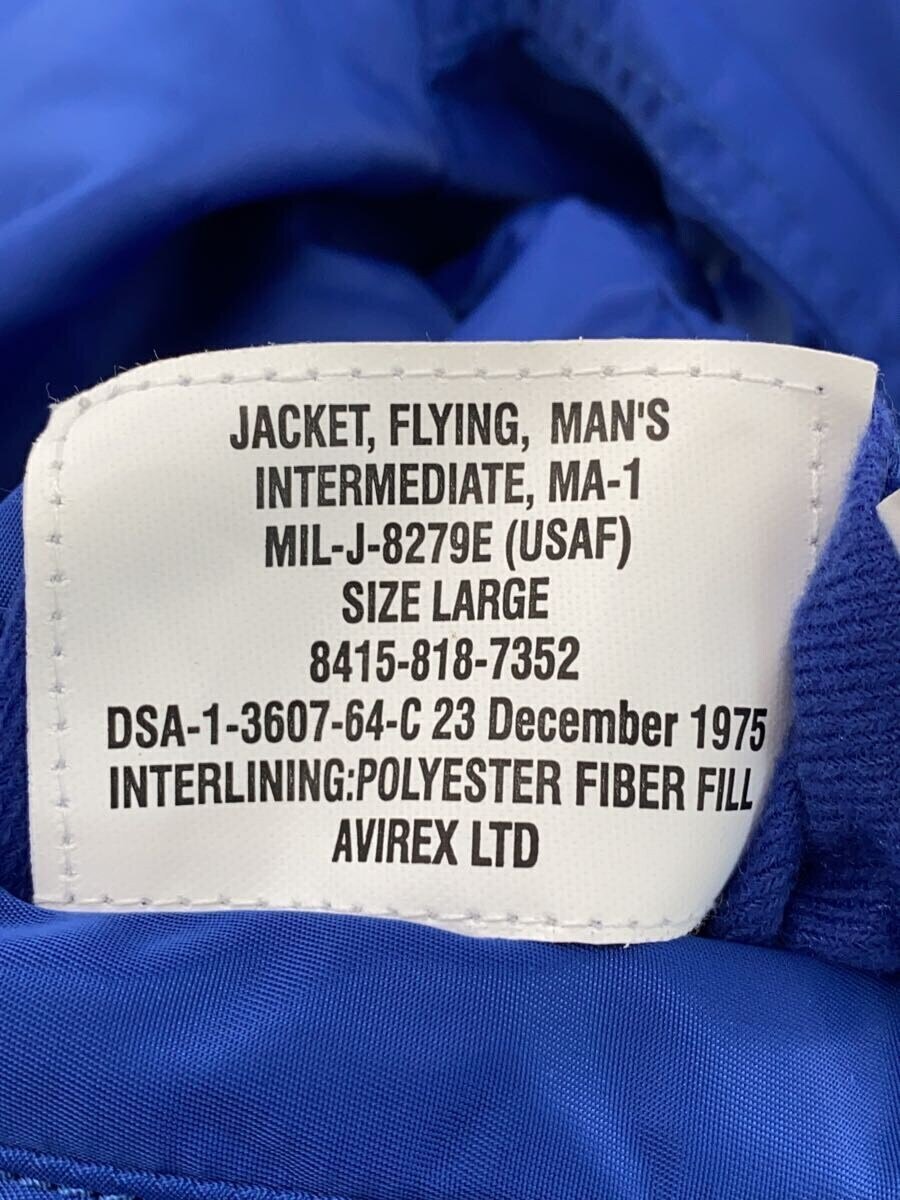 JACKET, FLYING, MAN'S
INTERMEDIATE, MA-1
MIL-J-8279E (USAF)
SIZE LARGE
8415-818-7352
DSA-1-3607-64-C 23 December 1975
INTERLINING:POLYESTER FIBER FILL
AVIREX LTD